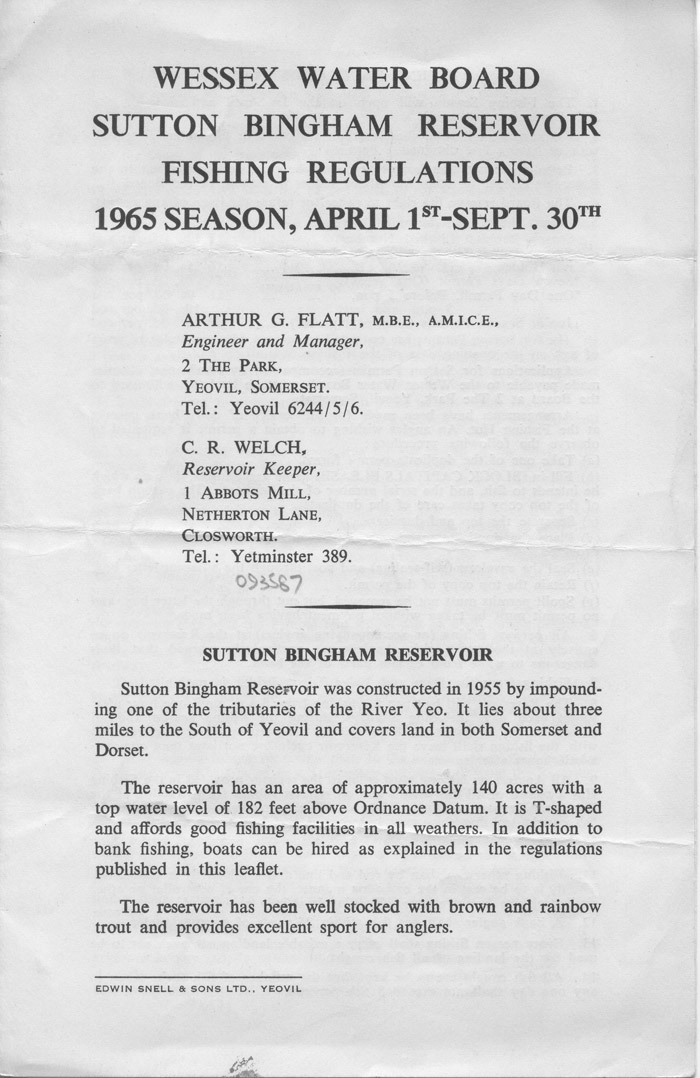 WESSEX WATER BOARD
SUTTON BINGHAM RESERVOIR
FISHING REGULATIONS
1965 SEASON, APRIL 1ST-SEPT. 30TH
ARTHUR G. FLATT, M.B.E., A.M.I.C.E.,
Engineer and Manager,
2 THE PARK,
YEOVIL, SOMERSET.
Tel.: Yeovil 6244/5/6.
C. R. WELCH,
Reservoir Keeper,
1 ABBOTS MILL,
NETHERTON LANE,
CLOSWORTH.
Tel.: Yetminster 389.
093587
SUTTON BINGHAM RESERVOIR
Sutton Bingham Reservoir was constructed in 1955 by impound-
ing one of the tributaries of the River Yeo. It lies about three
miles to the South of Yeovil and covers land in both Somerset and
Dorset.
The reservoir has an area of approximately 140 acres with a
top water level of 182 feet above Ordnance Datum. It is T-shaped
and affords good fishing facilities in all weathers. In addition to
bank fishing, boats can be hired as explained in the regulations
published in this leaflet.
The reservoir has been well stocked with brown and rainbow
trout and provides excellent sport for anglers.
EDWIN SNELL & SONS LTD., YEOVIL